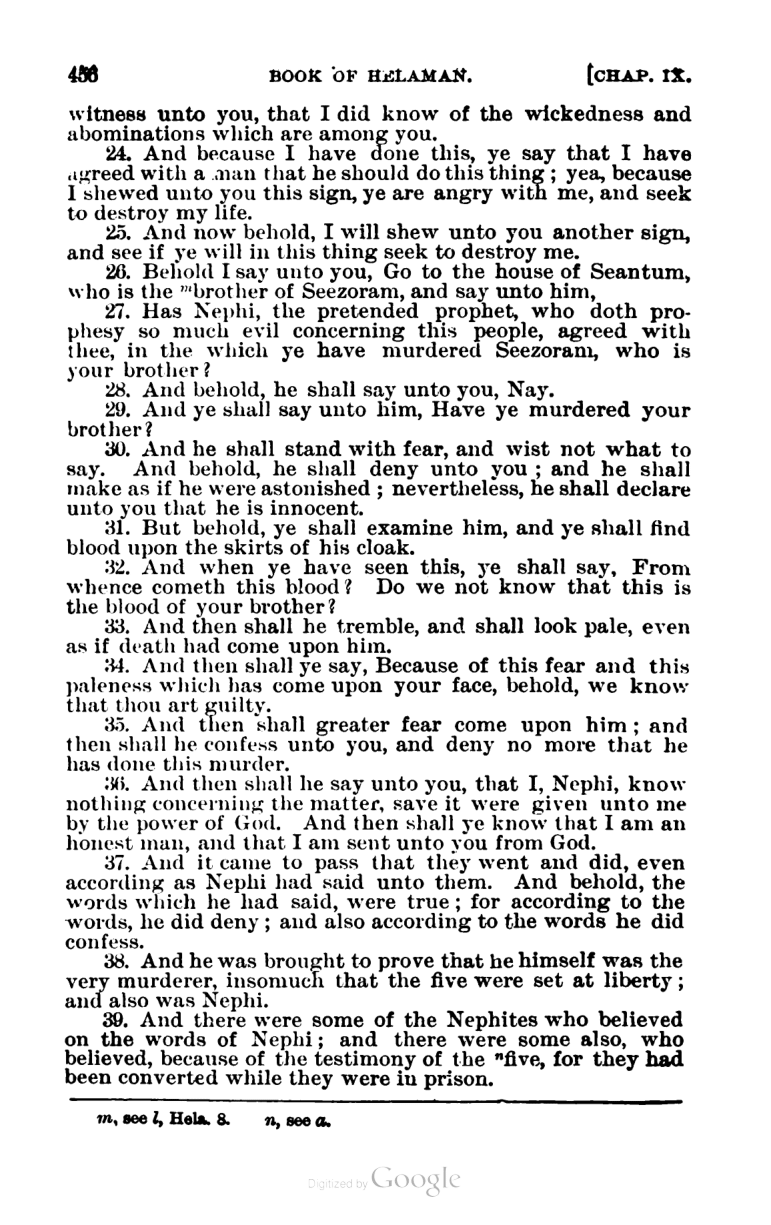 456 BOOK OF HELAMAN. [CHAP. IX.
witness unto you, that I did know of the wickedness and
abominations which are among you.
24. And because I have done this, ye say that I have
agreed with a man that he should do this thing; yea, because
I shewed unto you this sign, ye are angry with me, and seek
to destroy my life.
25. And now behold, I will shew unto you another sign,
and see if ye will in this thing seek to destroy me.
26. Behold I say unto you, Go to the house of Seantum,
who is the ᵐbrother of Seezoram, and say unto him,
27. Has Nephi, the pretended prophet, who doth pro-
phesy so much evil concerning this people, agreed with
thee, in the which ye have murdered Seezoram, who is
your brother?
28. And behold, he shall say unto you, Nay.
29. And ye shall say unto him, Have ye murdered your
brother?
30. And he shall stand with fear, and wist not what to
say. And behold, he shall deny unto you; and he shall
make as if he were astonished; nevertheless, he shall declare
unto you that he is innocent.
31. But behold, ye shall examine him, and ye shall find
blood upon the skirts of his cloak.
32. And when ye have seen this, ye shall say, From
whence cometh this blood? Do we not know that this is
the blood of your brother?
33. And then shall he tremble, and shall look pale, even
as if death had come upon him.
34. And then shall ye say, Because of this fear and this
paleness which has come upon your face, behold, we know
that thou art guilty.
35. And then shall greater fear come upon him; and
then shall he confess unto you, and deny no more that he
has done this murder.
36. And then shall he say unto you, that I, Nephi, know
nothing concerning the matter, save it were given unto me
by the power of God. And then shall ye know that I am an
honest man, and that I am sent unto you from God.
37. And it came to pass that they went and did, even
according as Nephi had said unto them. And behold, the
words which he had said, were true; for according to the
words, he did deny; and also according to the words he did
confess.
38. And he was brought to prove that he himself was the
very murderer, insomuch that the five were set at liberty;
and also was Nephi.
39. And there were some of the Nephites who believed
on the words of Nephi; and there were some also, who
believed, because of the testimony of the ⁿfive, for they had
been converted while they were in prison.
m, see l, Hela. 8. n, see a.
Digitized by Google